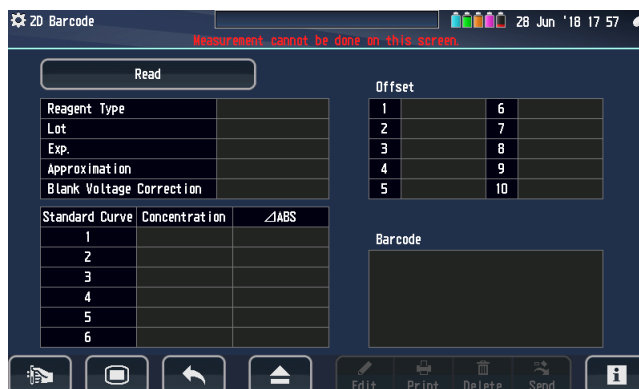 2D Barcode
28 Jun '18 17 57
Measurement cannot be done on this screen.
Read
Reagent Type
Lot
Exp.
Approximation
Blank Voltage Correction
Offset
1 6
2 7
3 8
4 9
5 10
Standard Curve Concentration ⊿ABS
1
2
3
4
5
6
Barcode
Edit Print Delete Send
i